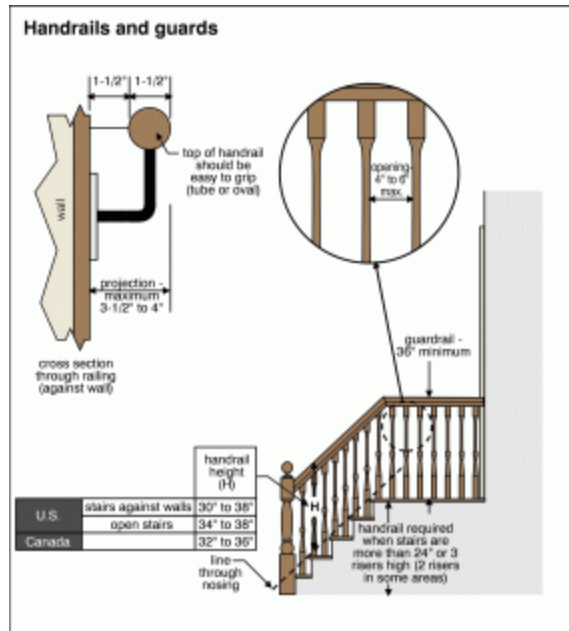 Handrails and guards
1-1/2" 1-1/2"
top of handrail
should be
easy to grip
(tube or oval)
wall
projection -
maximum
3-1/2" to 4"
cross section
through railing
(against wall)
opening-
4" to 6"
max.
guardrail -
36" minimum
handrail
height
(H)
U.S. stairs against walls 30" to 38"
open stairs 34" to 38"
Canada 32" to 36"
H
line
through
nosing
handrail required
when stairs are
more than 24" or 3
risers high (2 risers
in some areas)